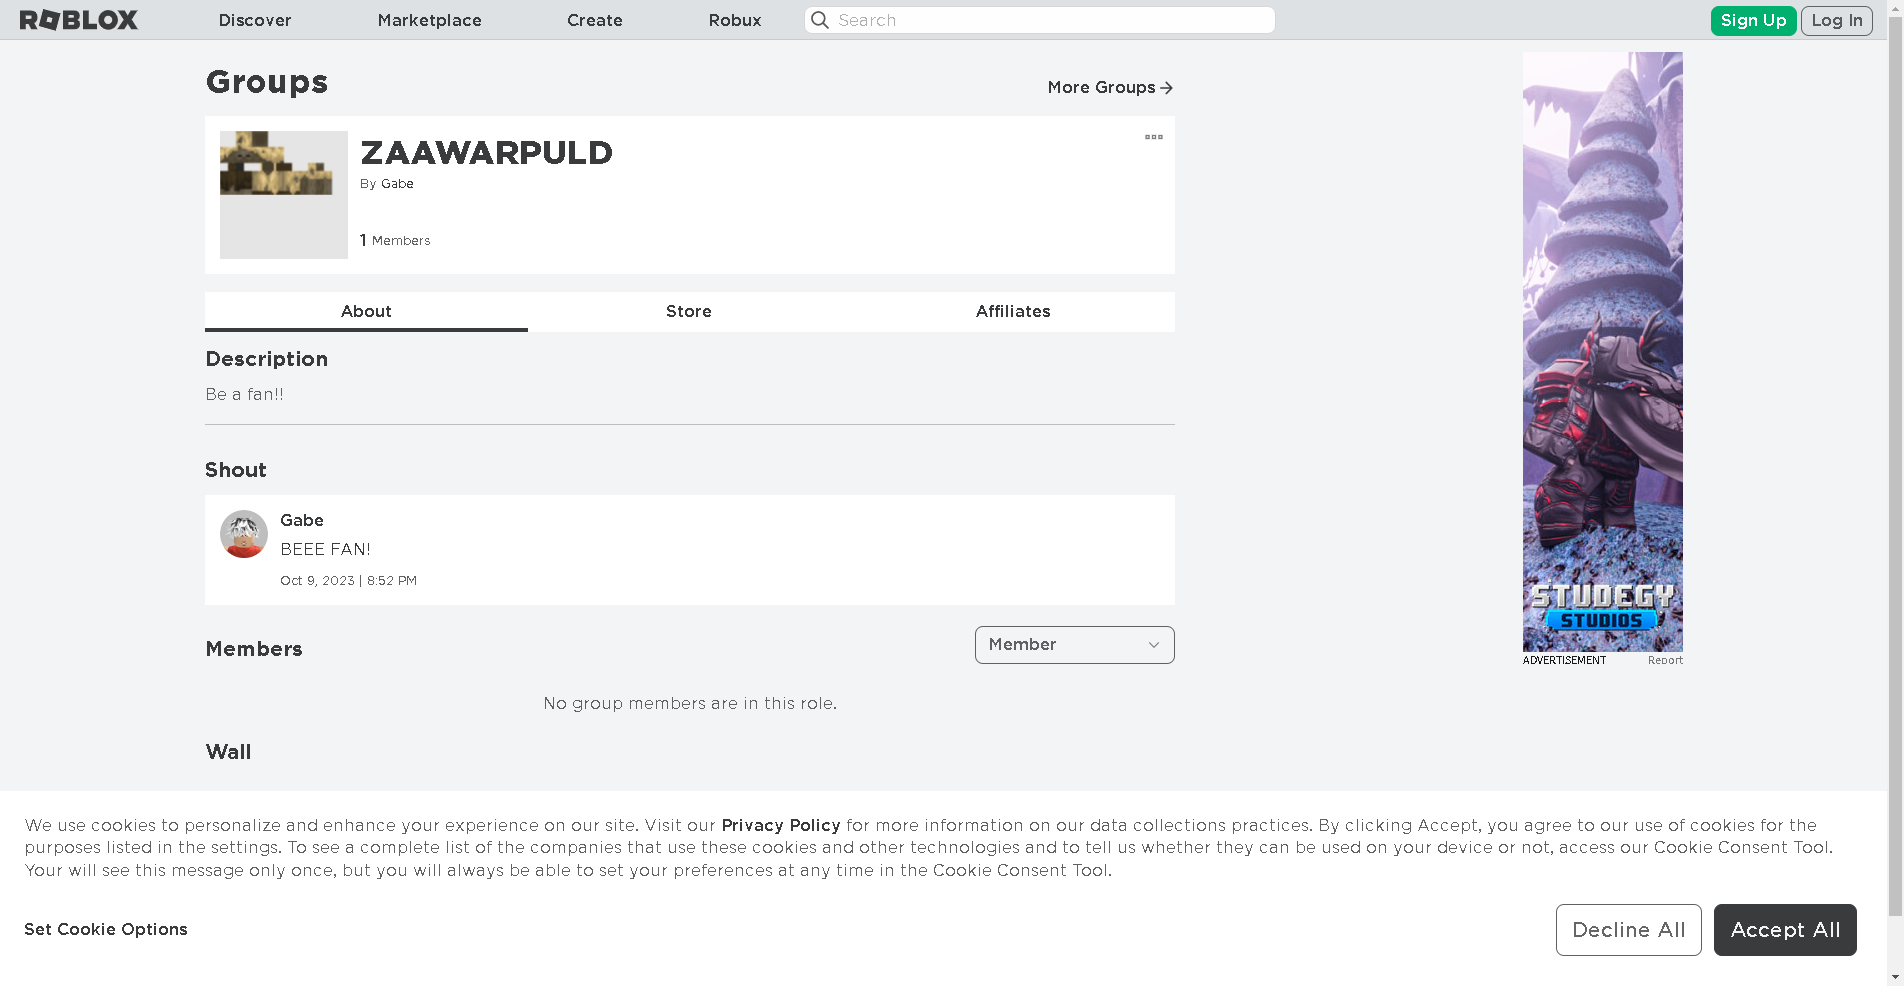 ROBLOX
Discover
Marketplace
Create
Robux
Search
Sign Up
Log In
Groups
More Groups
ZAAWARPULD
By Gabe
1 Members
About
Store
Affiliates
Description
Be a fan!!
Shout
Gabe
BEEE FAN!
Oct 9, 2023 | 8:52 PM
Members
Member
No group members are in this role.
Wall
STUDEGY
STUDIOS
ADVERTISEMENT
Report
We use cookies to personalize and enhance your experience on our site. Visit our Privacy Policy for more information on our data collections practices. By clicking Accept, you agree to our use of cookies for the
purposes listed in the settings. To see a complete list of the companies that use these cookies and other technologies and to tell us whether they can be used on your device or not, access our Cookie Consent Tool.
Your will see this message only once, but you will always be able to set your preferences at any time in the Cookie Consent Tool.
Set Cookie Options
Decline All
Accept All